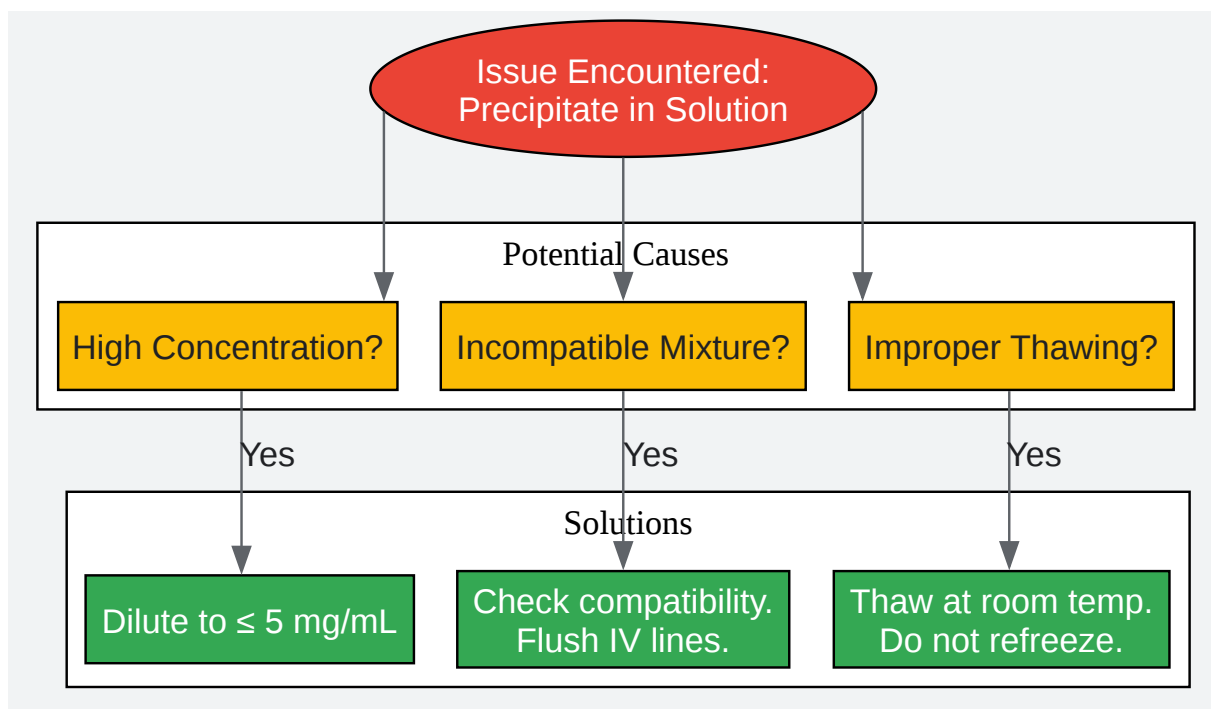 Issue Encountered:
Precipitate in Solution
Potential Causes
High Concentration?
Incompatible Mixture?
Improper Thawing?
Yes
Yes
Yes
Solutions
Dilute to ≤ 5 mg/mL
Check compatibility.
Flush IV lines.
Thaw at room temp.
Do not refreeze.